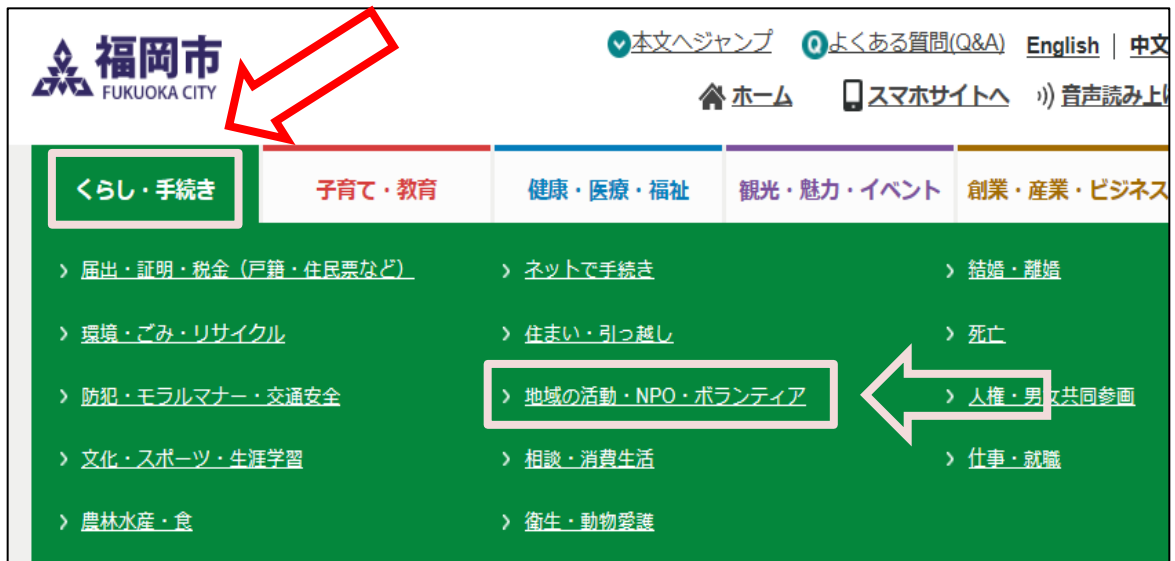 本文へジャンプ Qよくある質問(Q&A) English | 中文
福岡市
FUKUOKA CITY
ホーム スマホサイトへ 音声読み上
くらし・手続き 子育て・教育 健康・医療・福祉 観光・魅力・イベント 創業・産業・ビジネス
届出・証明・税金（戸籍・住民票など） ネットで手続き 結婚・離婚
環境・ごみ・リサイクル 住まい・引っ越し 死亡
防犯・モラルマナー・交通安全 地域の活動・NPO・ボランティア 人権・男女共同参画
文化・スポーツ・生涯学習 相談・消費生活 仕事・就職
農林水産・食 衛生・動物愛護